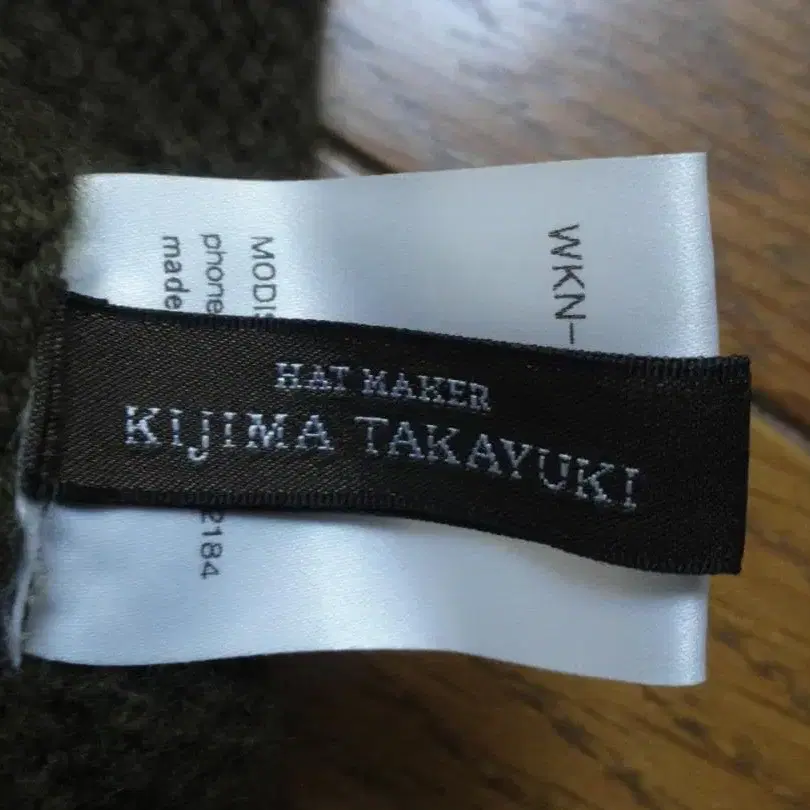 HAT MAKER
KIJIMA TAKAYUKI
WKN-
MODIS
phone
2184
made